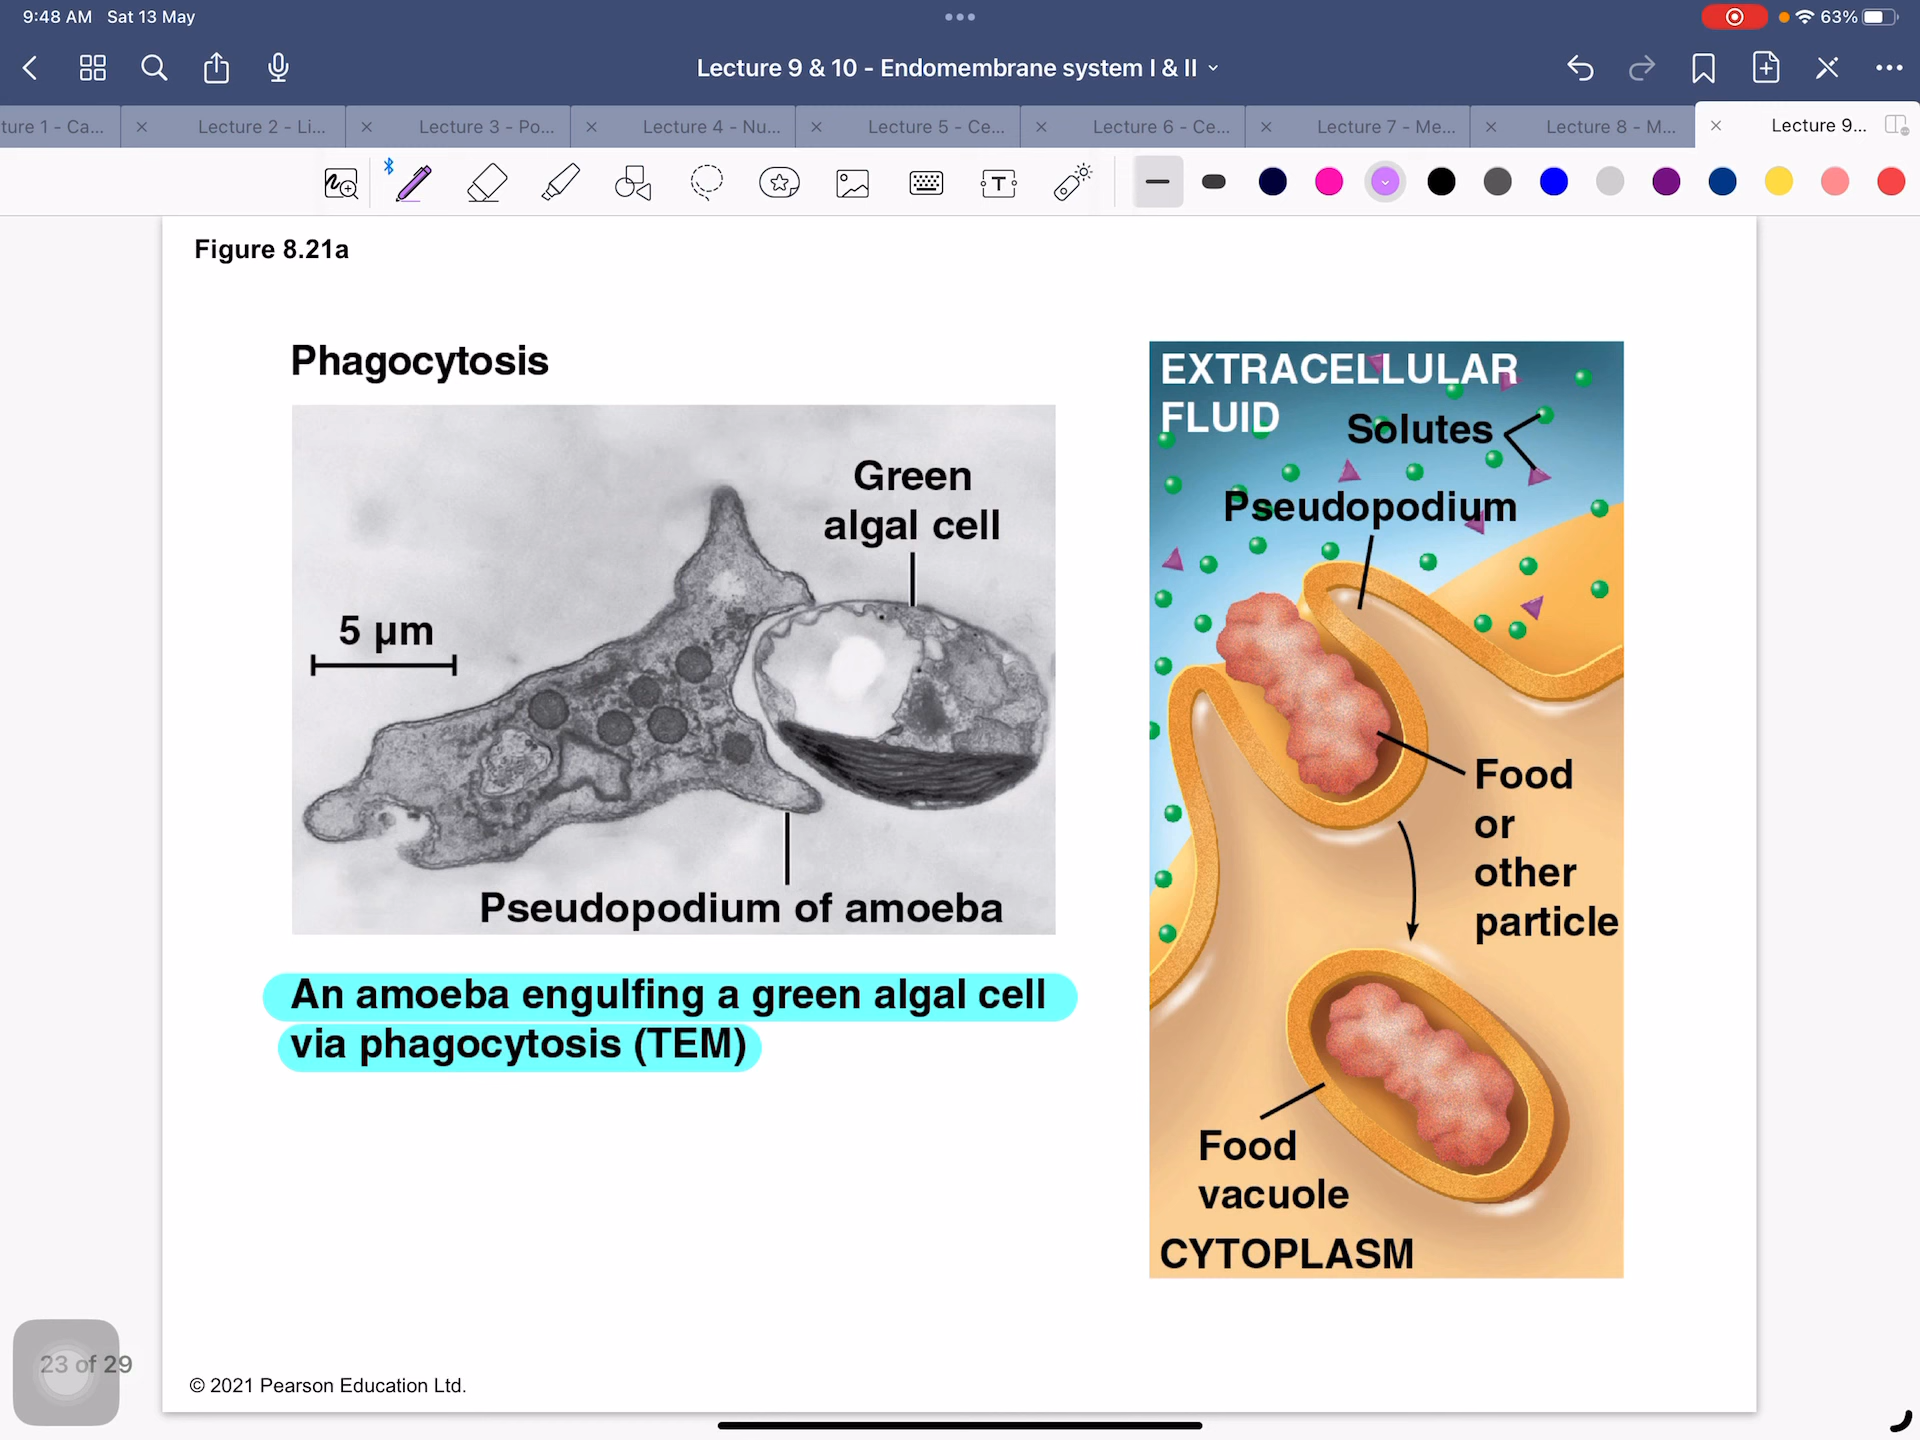 9:48 AM Sat 13 May
63%
Lecture 9 & 10 - Endomembrane system I & II
ture 1 - Ca...
Lecture 2 - Li...
Lecture 3 - Po...
Lecture 4 - Nu...
Lecture 5 - Ce...
Lecture 6 - Ce...
Lecture 7 - Me...
Lecture 8 - M...
Lecture 9...
T
Figure 8.21a
Phagocytosis
Green
algal cell
5 µm
Pseudopodium of amoeba
An amoeba engulfing a green algal cell
via phagocytosis (TEM)
EXTRACELLULAR
FLUID
Solutes
Pseudopodium
Food
or
other
particle
Food
vacuole
CYTOPLASM
23 of 29
© 2021 Pearson Education Ltd.